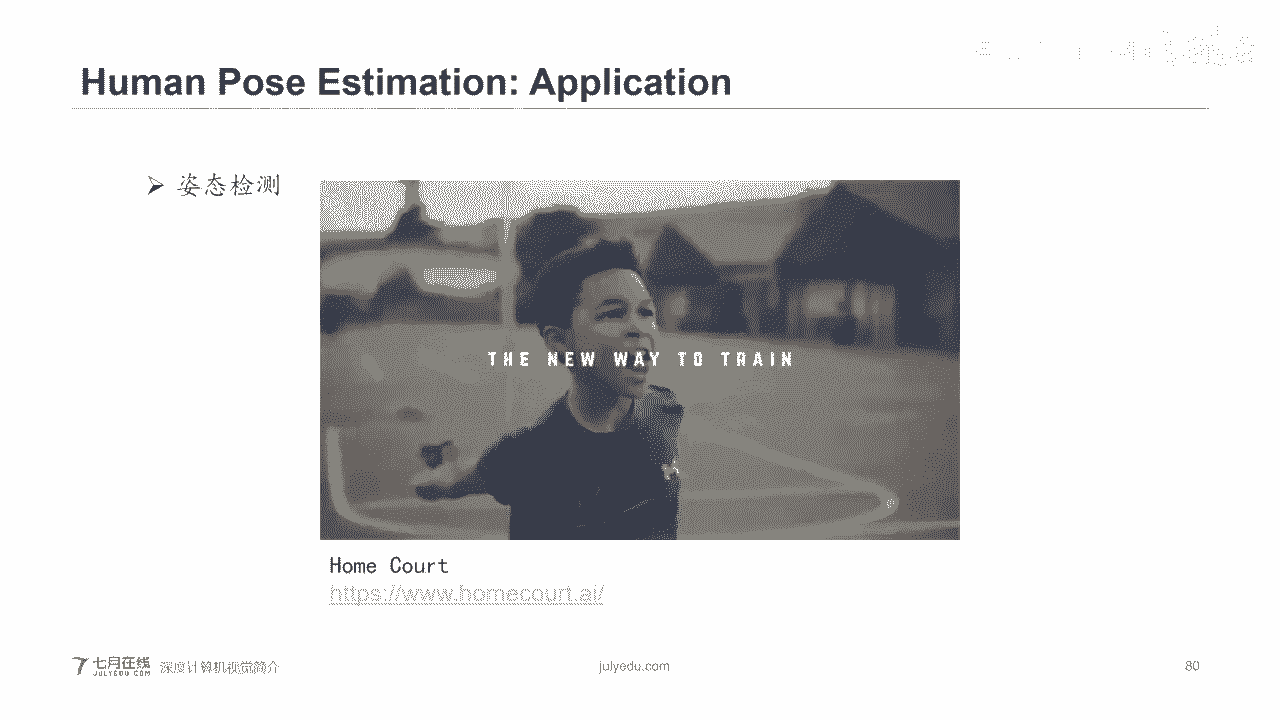 Human Pose Estimation: Application
➢ 姿态检测
THE NEW WAY TO TRAIN
Home Court
https://www.homecourt.ai/
七月在线
JULYEDU.COM
深度计算机视觉简介
julyedu.com
80